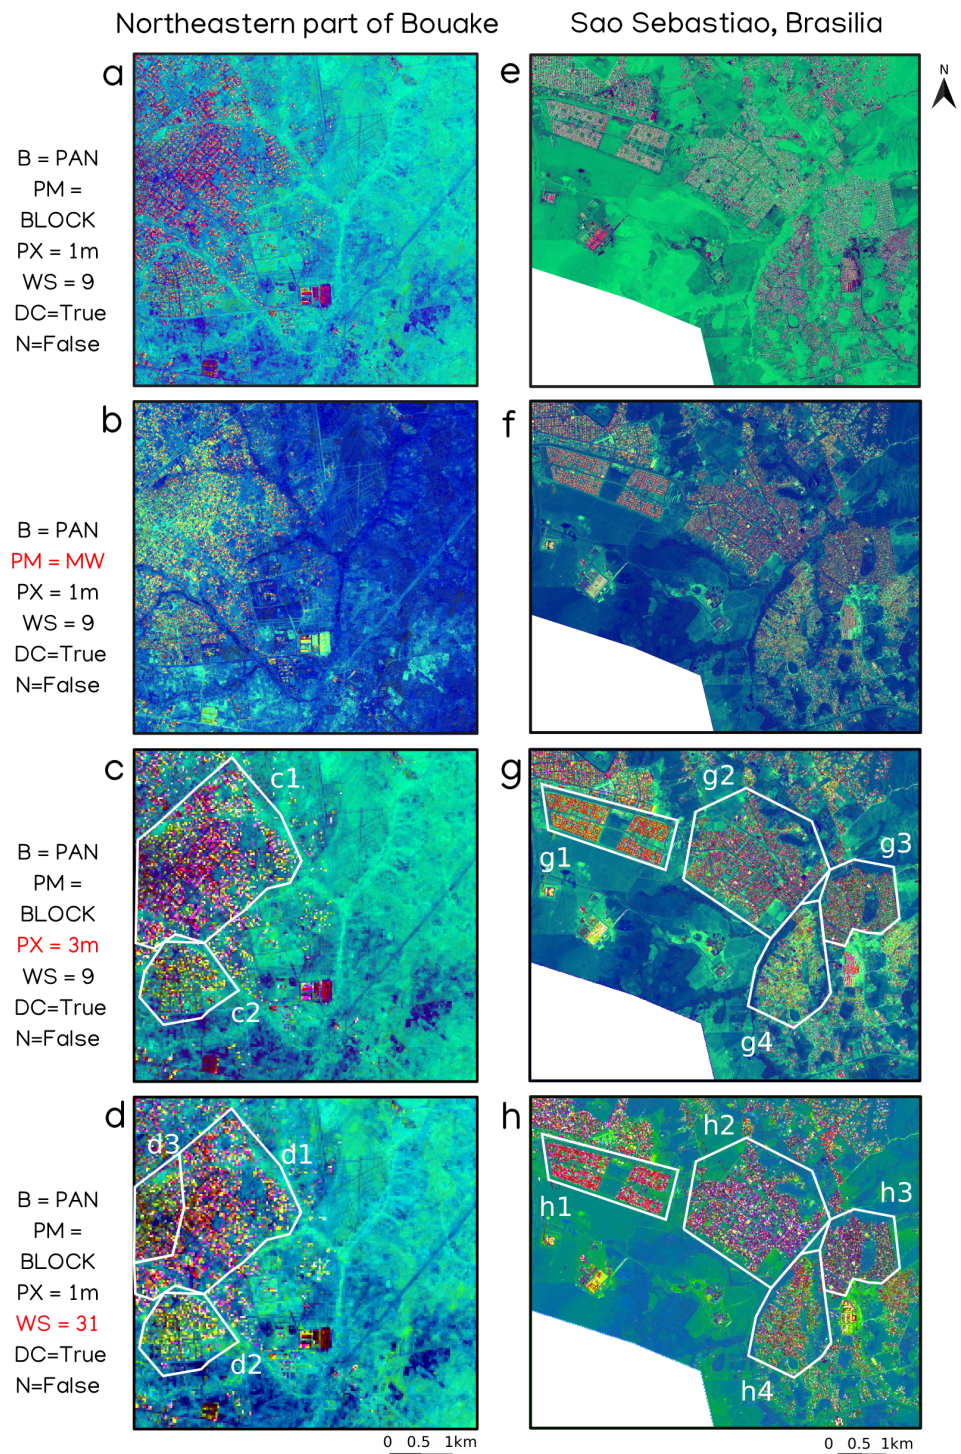 Northeastern part of Bouake
Sao Sebastiao, Brasilia
a
e
N
B = PAN
PM =
BLOCK
PX = 1m
WS = 9
DC=True
N=False
b
f
B = PAN
PM = MW
PX = 1m
WS = 9
DC=True
N=False
c
g
c1
g2
g3
g1
B = PAN
PM =
BLOCK
PX = 3m
WS = 9
DC=True
N=False
c2
g4
d
h
d3
d1
h2
h3
h1
B = PAN
PM =
BLOCK
PX = 1m
WS = 31
DC=True
N=False
d2
h4
0 0.5 1km
0 0.5 1km